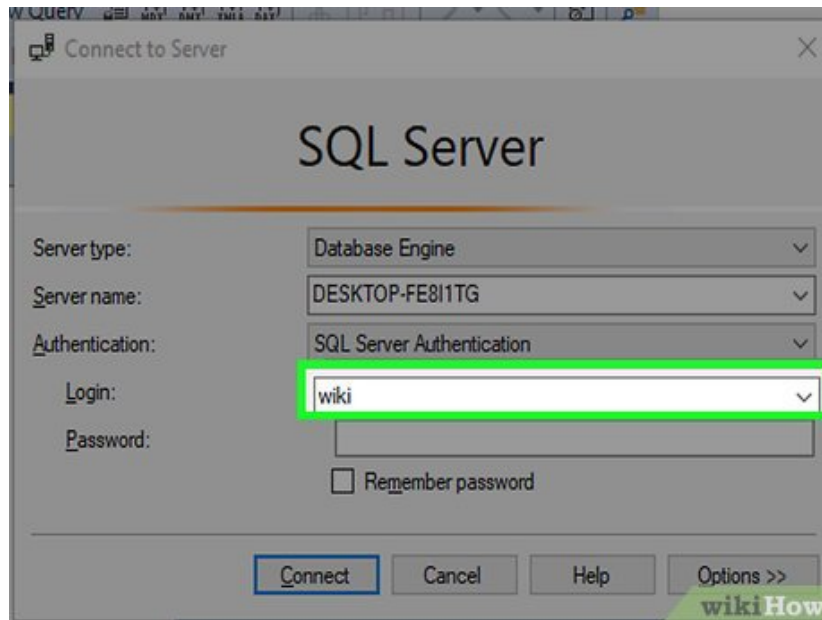 w Query
Connect to Server
SQL Server
Server type: Database Engine
Server name: DESKTOP-FE8I1TG
Authentication: SQL Server Authentication
Login: wiki
Password:
Remember password
Connect Cancel Help Options >>
wikiHow